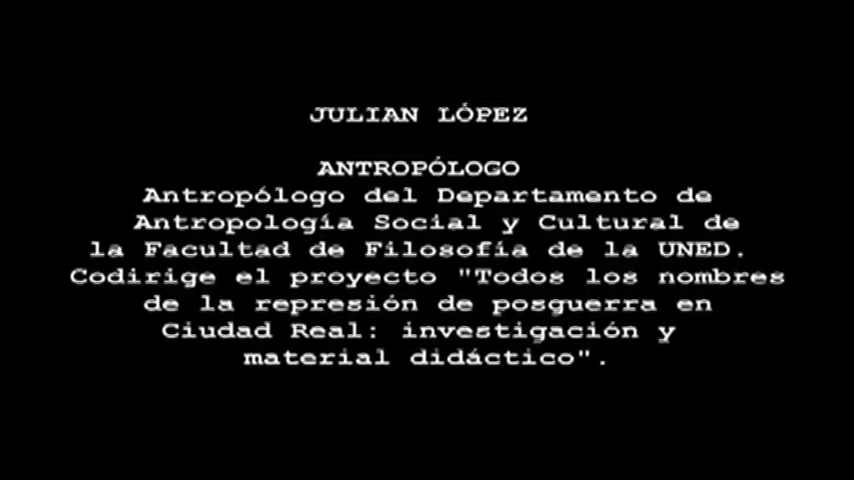 JULIAN LÓPEZ
ANTROPÓLOGO
Antropólogo del Departamento de
Antropología Social y Cultural de
la Facultad de Filosofía de la UNED.
Codirige el proyecto "Todos los nombres
de la represión de posguerra en
Ciudad Real: investigación y
material didáctico".